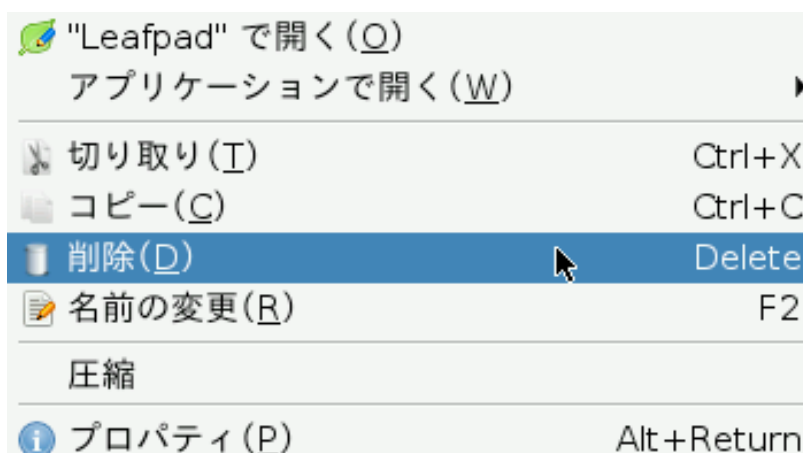 "Leafpad" で開く(O)
アプリケーションで開く(W)
切り取り(T) Ctrl+X
コピー(C) Ctrl+C
削除(D) Delete
名前の変更(R) F2
圧縮
プロパティ(P) Alt+Return